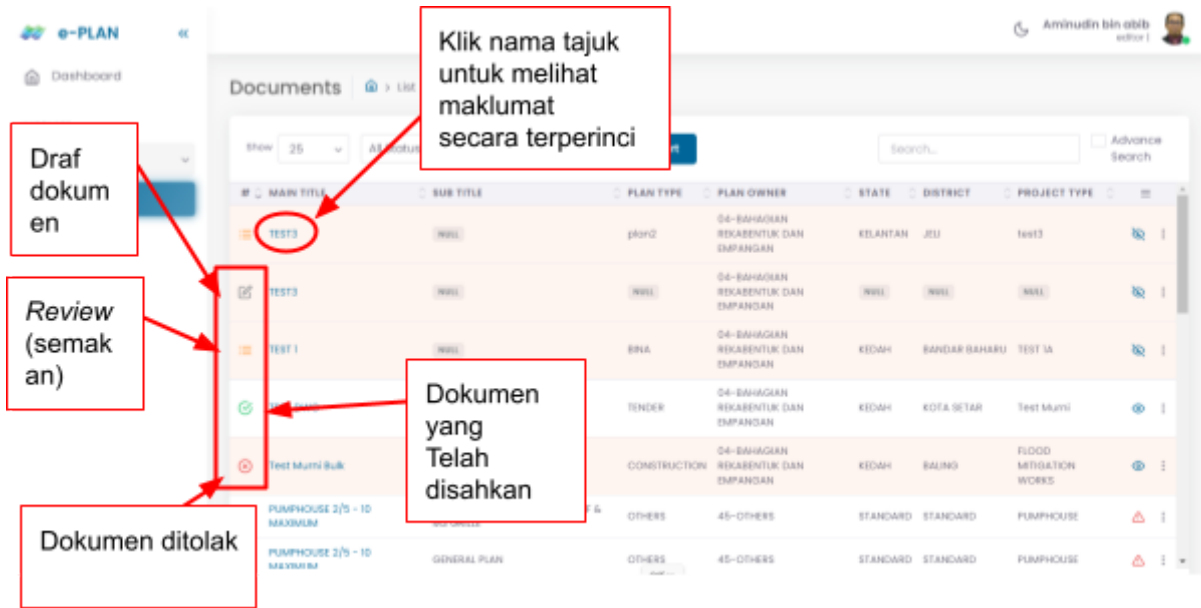 e-PLAN
«
Aminudin bin abib
editor |
Dashboard
Klik nama tajuk
untuk melihat
maklumat
secara terperinci
Documents > List
Draf
dokum
en
Show 25
Search...
Advance
Search
# MAIN TITLE SUB TITLE PLAN TYPE PLAN OWNER STATE DISTRICT PROJECT TYPE
TEST3 NULL plan2 04-BAHAGIAN REKABENTUK DAN EMPANGAN KELANTAN JELI test3
TEST3 NULL NULL 04-BAHAGIAN REKABENTUK DAN EMPANGAN NULL NULL NULL
Review
(semak
an)
TEST 1 NULL BINA 04-BAHAGIAN REKABENTUK DAN EMPANGAN KEDAH BANDAR BAHARU TEST 1A
Dokumen
yang
Telah
disahkan
TENDER 04-BAHAGIAN REKABENTUK DAN EMPANGAN KEDAH KOTA SETAR Test Murni
Test Murni Bulk CONSTRUCTION 04-BAHAGIAN REKABENTUK DAN EMPANGAN KEDAH BALING FLOOD MITIGATION WORKS
Dokumen ditolak
PUMPHOUSE 2/5 - 10 MAXIMUM OTHERS 45-OTHERS STANDARD STANDARD PUMPHOUSE
PUMPHOUSE 2/5 - 10 MAXIMUM GENERAL PLAN OTHERS 45-OTHERS STANDARD STANDARD PUMPHOUSE